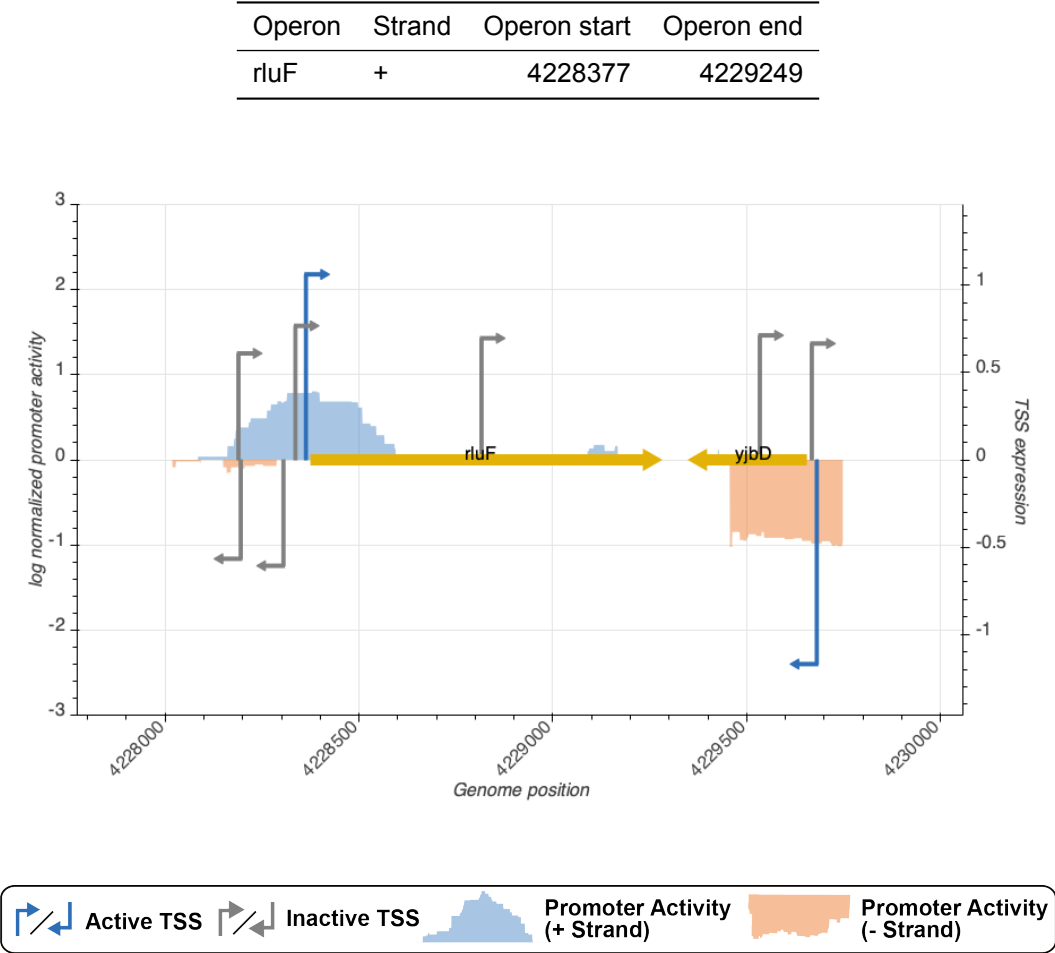 Operon Strand Operon start Operon end
rluF + 4228377 4229249
3
2
1
0
-1
-2
-3
log normalized promoter activity
1
0.5
0
-0.5
-1
TSS expression
rluF
yjbD
4228000
4228500
4229000
4229500
4230000
Genome position
Active TSS
Inactive TSS
Promoter Activity
(+ Strand)
Promoter Activity
(- Strand)